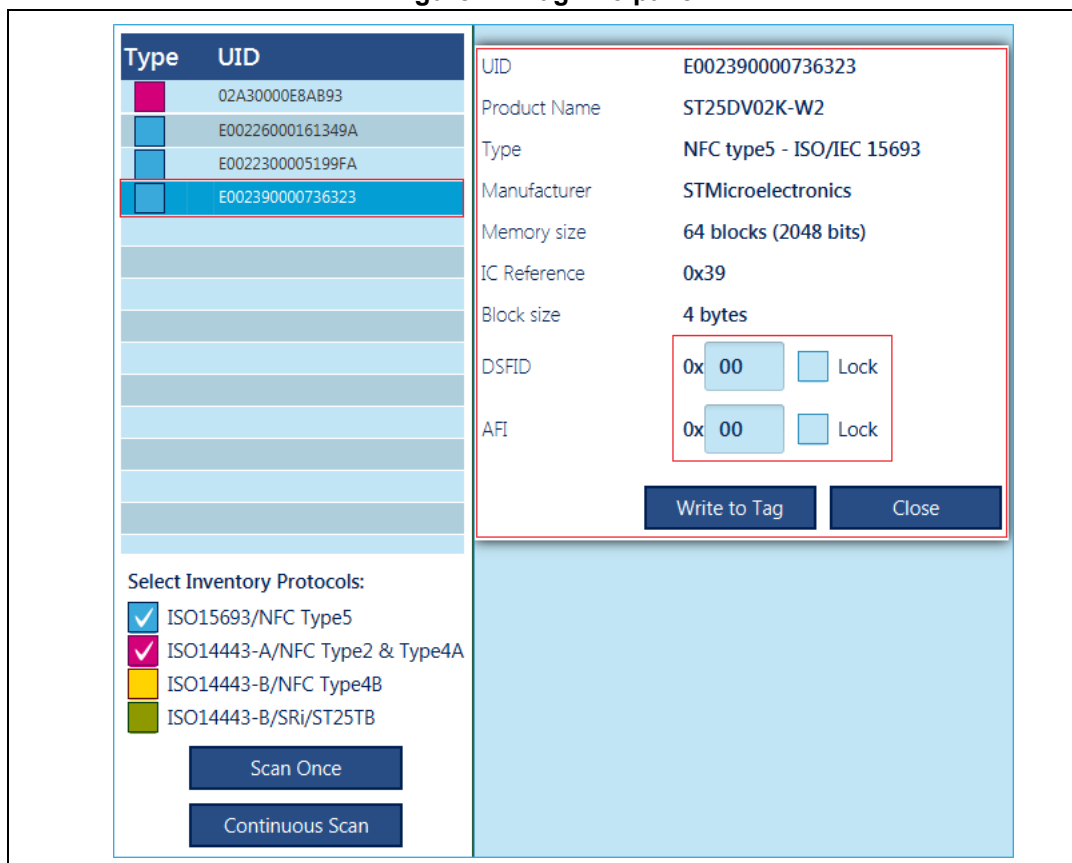 Type UID
02A30000E8AB93
E00226000161349A
E0022300005199FA
E002390000736323
Select Inventory Protocols:
ISO15693/NFC Type5
ISO14443-A/NFC Type2 & Type4A
ISO14443-B/NFC Type4B
ISO14443-B/SRi/ST25TB
Scan Once
Continuous Scan
UID E002390000736323
Product Name ST25DV02K-W2
Type NFC type5 - ISO/IEC 15693
Manufacturer STMicroelectronics
Memory size 64 blocks (2048 bits)
IC Reference 0x39
Block size 4 bytes
DSFID 0x 00 Lock
AFI 0x 00 Lock
Write to Tag Close